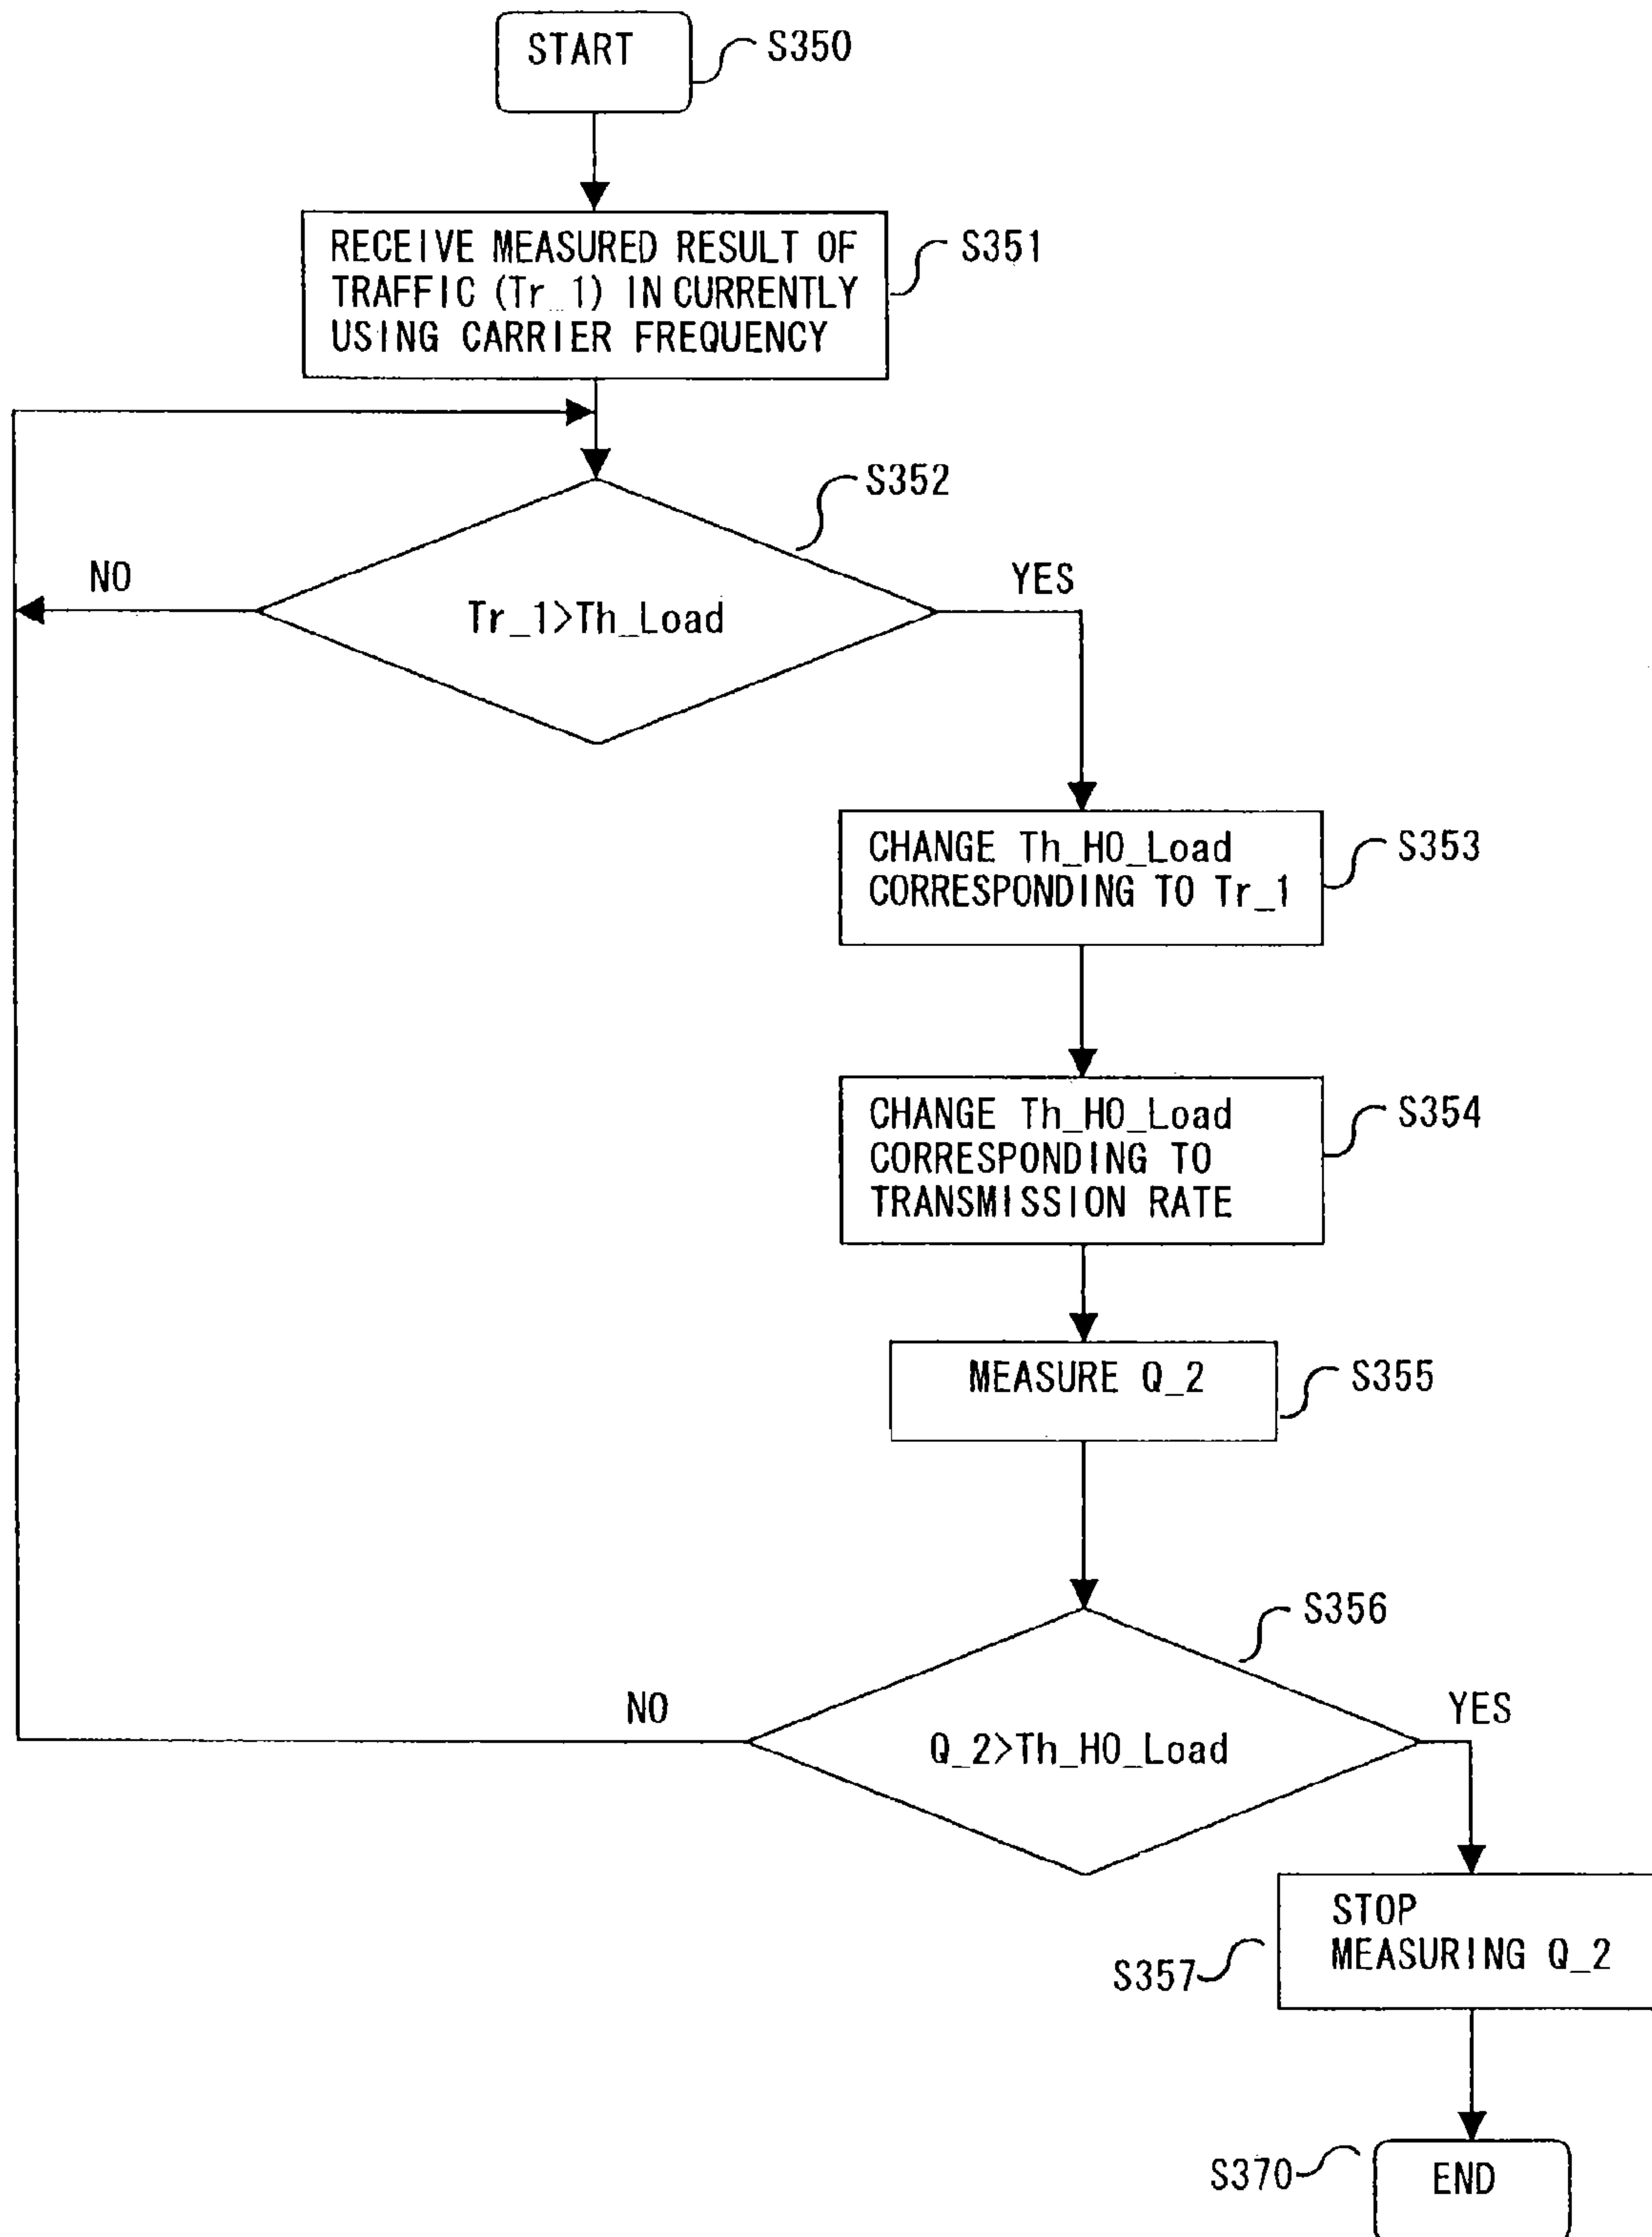 START
S350
RECEIVE MEASURED RESULT OF
TRAFFIC (Tr_1) IN CURRENTLY
USING CARRIER FREQUENCY
S351
S352
NO
YES
Tr_1>Th_Load
CHANGE Th_HO_Load
CORRESPONDING TO Tr_1
S353
CHANGE Th_HO_Load
CORRESPONDING TO
TRANSMISSION RATE
S354
MEASURE Q_2
S355
S356
NO
YES
Q_2>Th_HO_Load
STOP
MEASURING Q_2
S357
S370
END